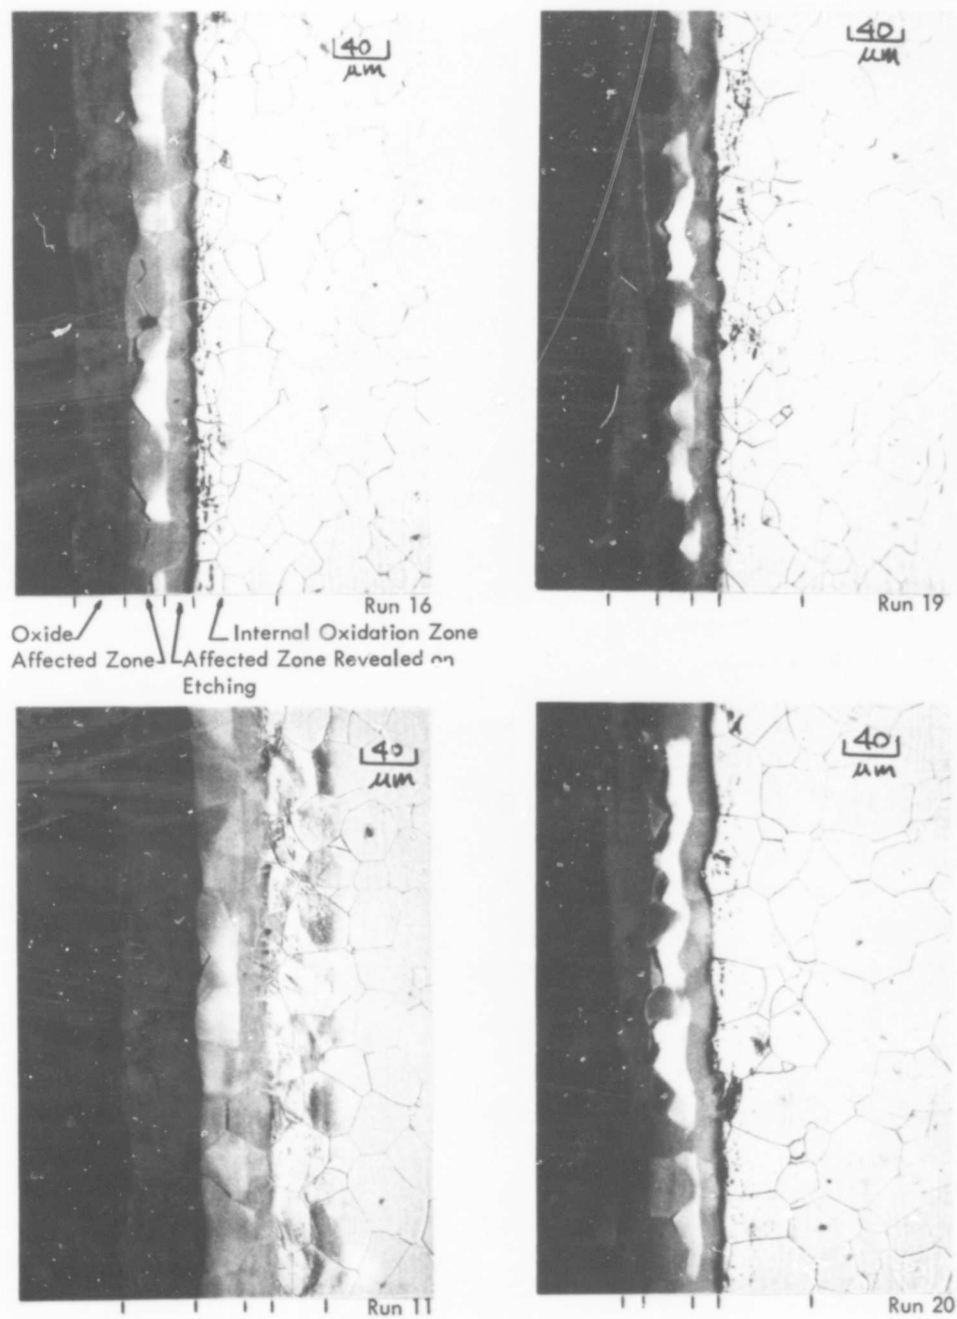 40
μm
40
μm
Run 16
Run 19
Oxide
Internal Oxidation Zone
Affected Zone
Affected Zone Revealed on
Etching
40
μm
40
μm
Run 11
Run 20